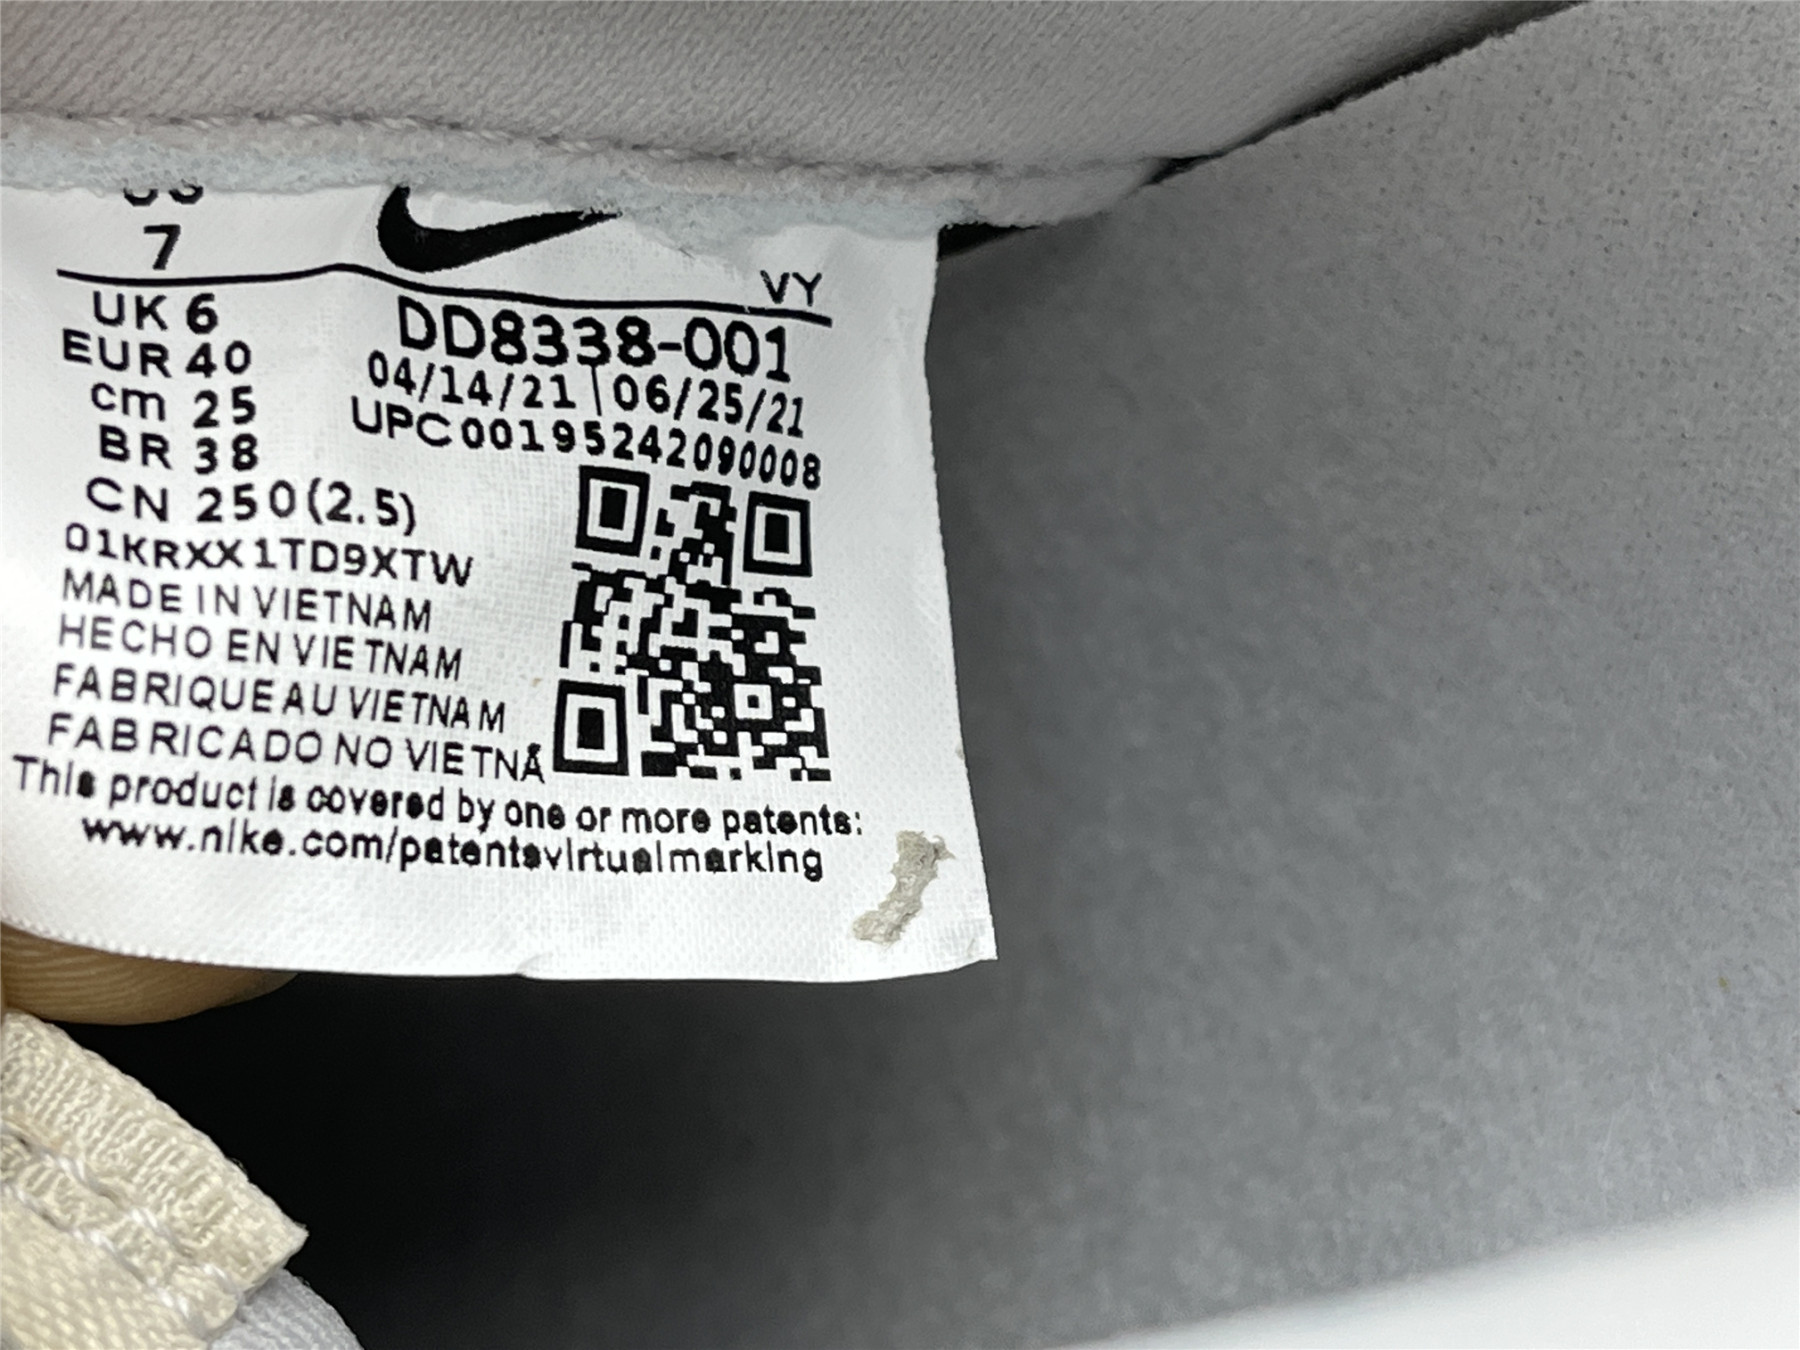 7
VY
UK 6
DD8338-001
EUR 40
04/14/21 | 06/25/21
cm 25
UPC 00195242090008
BR 38
CN 250(2.5)
01KRXX1TD9XTW
MADE IN VIETNAM
HECHO EN VIETNAM
FABRIQUE AU VIETNAM
FABRICADO NO VIETNÃ
This product is covered by one or more patents:
www.nike.com/patentsvirtualmarking